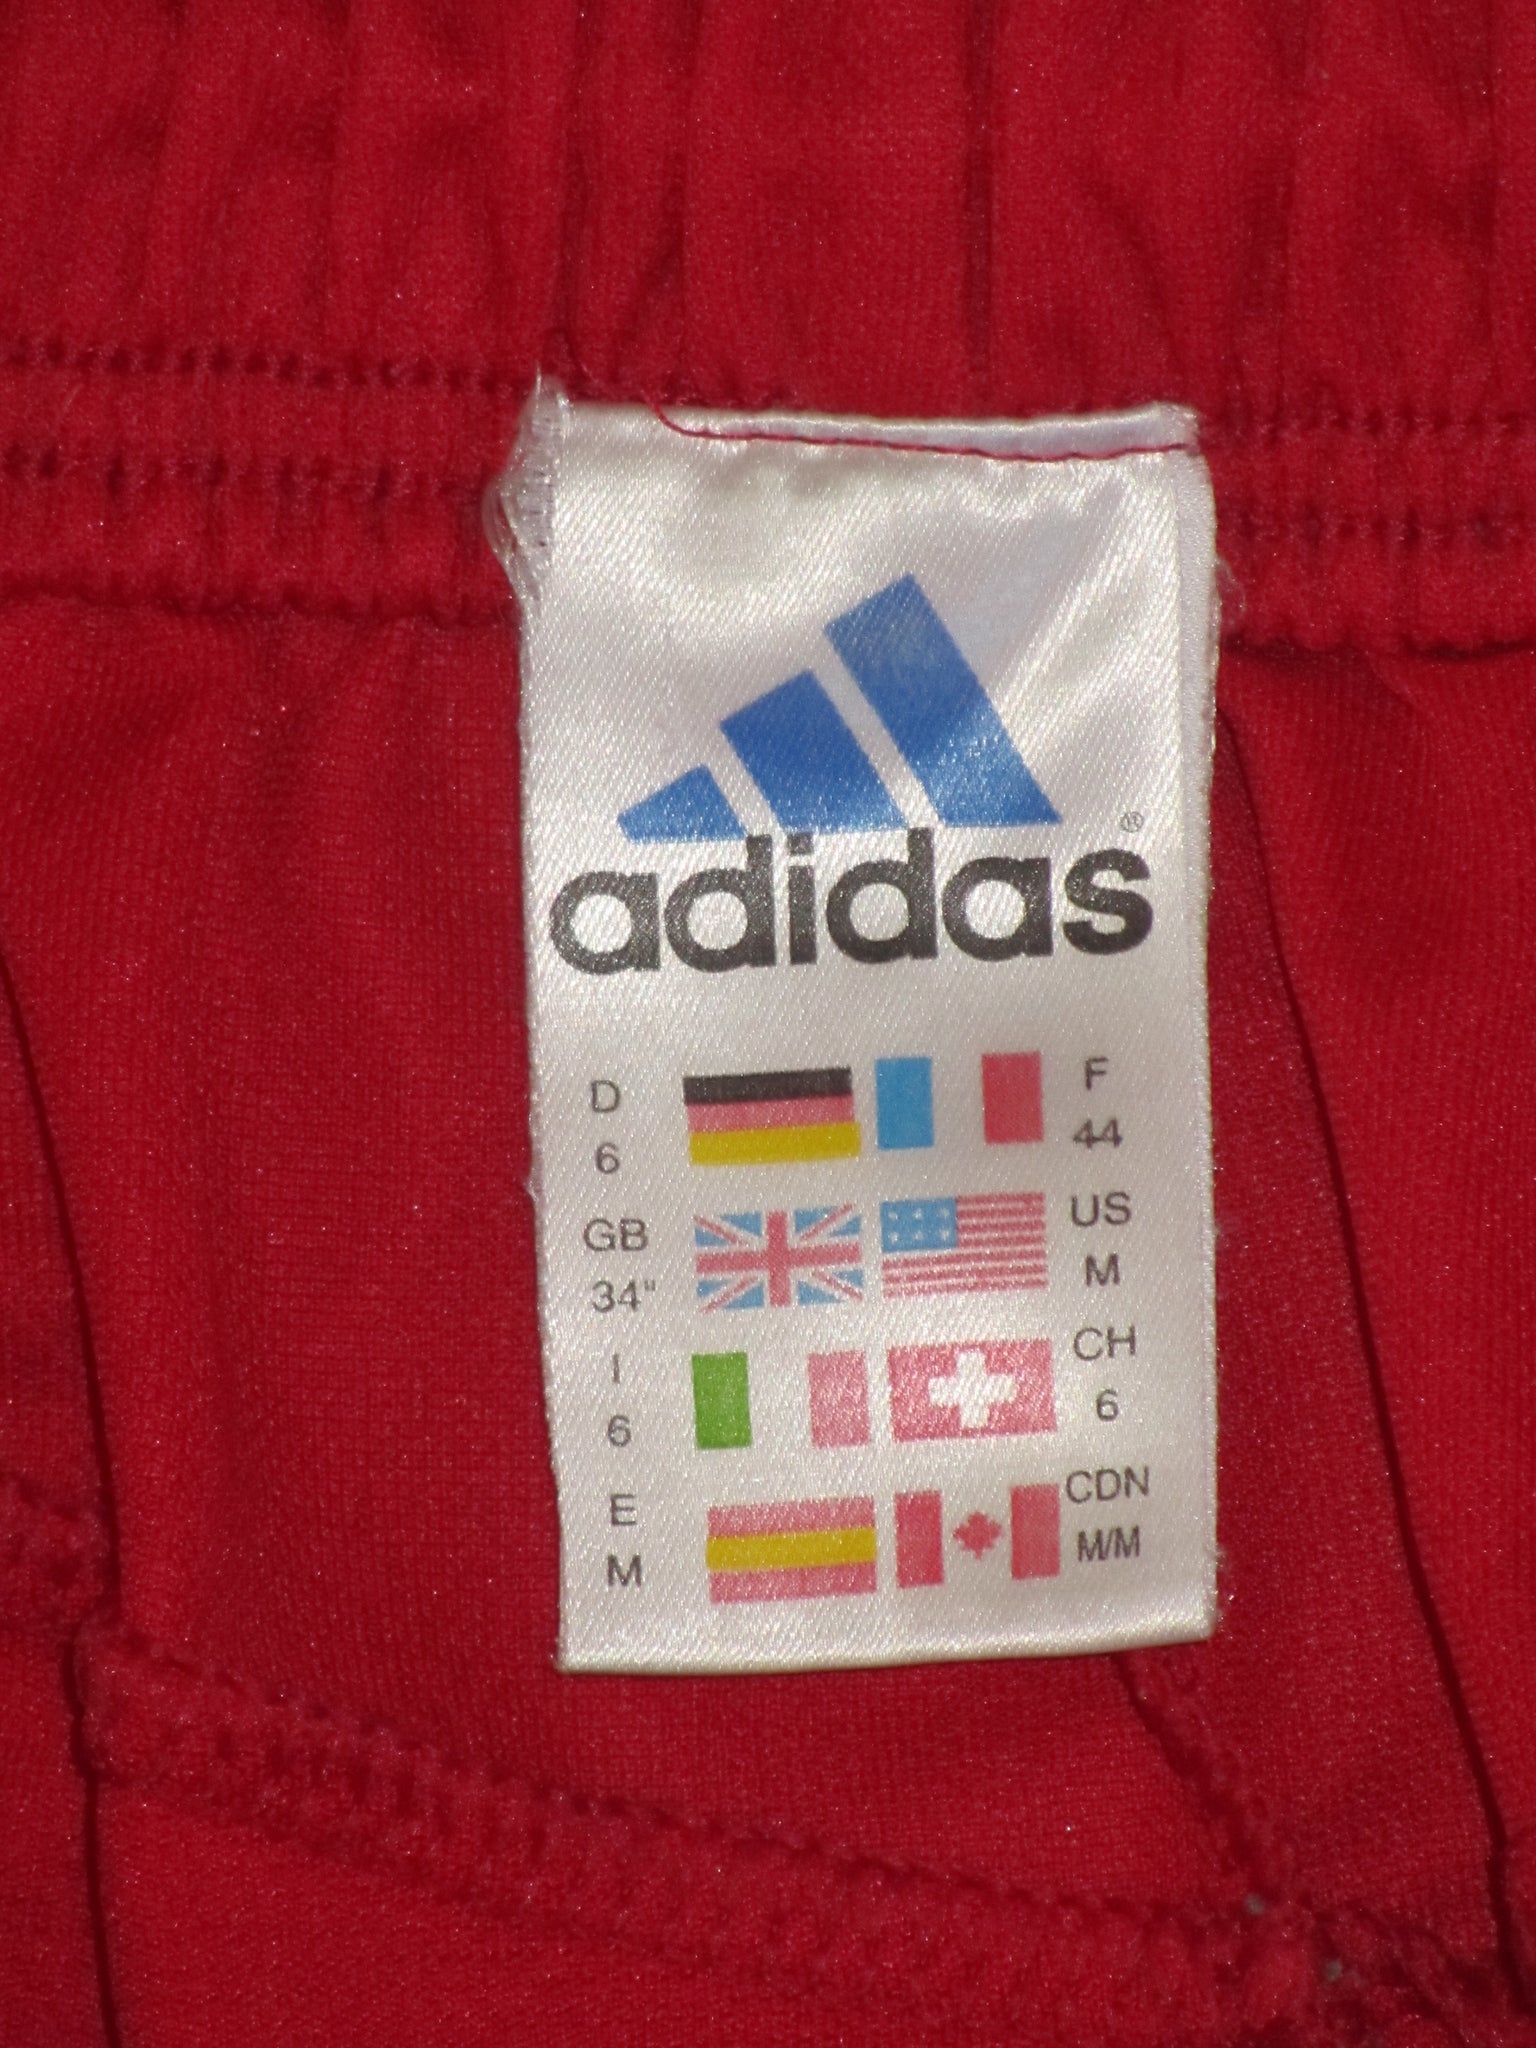 adidas®
D F
6 44
GB US
34" M
I CH
6 6
E CDN
M M/M